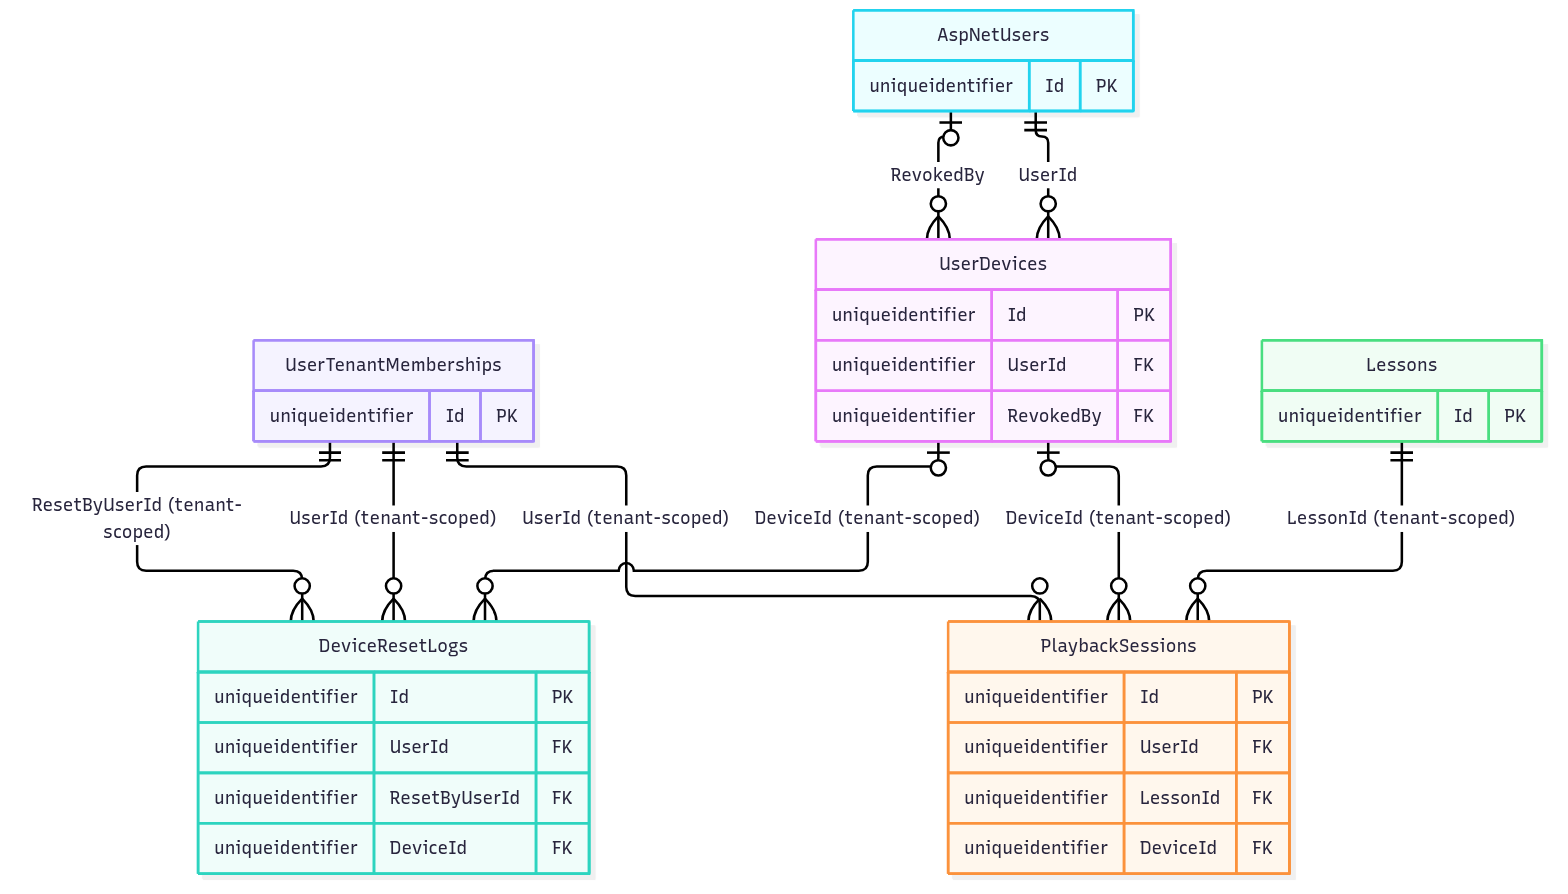 AspNetUsers
uniqueidentifier Id PK
RevokedBy UserId
UserDevices
uniqueidentifier Id PK
uniqueidentifier UserId FK
uniqueidentifier RevokedBy FK
UserTenantMemberships
uniqueidentifier Id PK
Lessons
uniqueidentifier Id PK
ResetByUserId (tenant-
scoped)
UserId (tenant-scoped)
UserId (tenant-scoped)
DeviceId (tenant-scoped)
DeviceId (tenant-scoped)
LessonId (tenant-scoped)
DeviceResetLogs
uniqueidentifier Id PK
uniqueidentifier UserId FK
uniqueidentifier ResetByUserId FK
uniqueidentifier DeviceId FK
PlaybackSessions
uniqueidentifier Id PK
uniqueidentifier UserId FK
uniqueidentifier LessonId FK
uniqueidentifier DeviceId FK